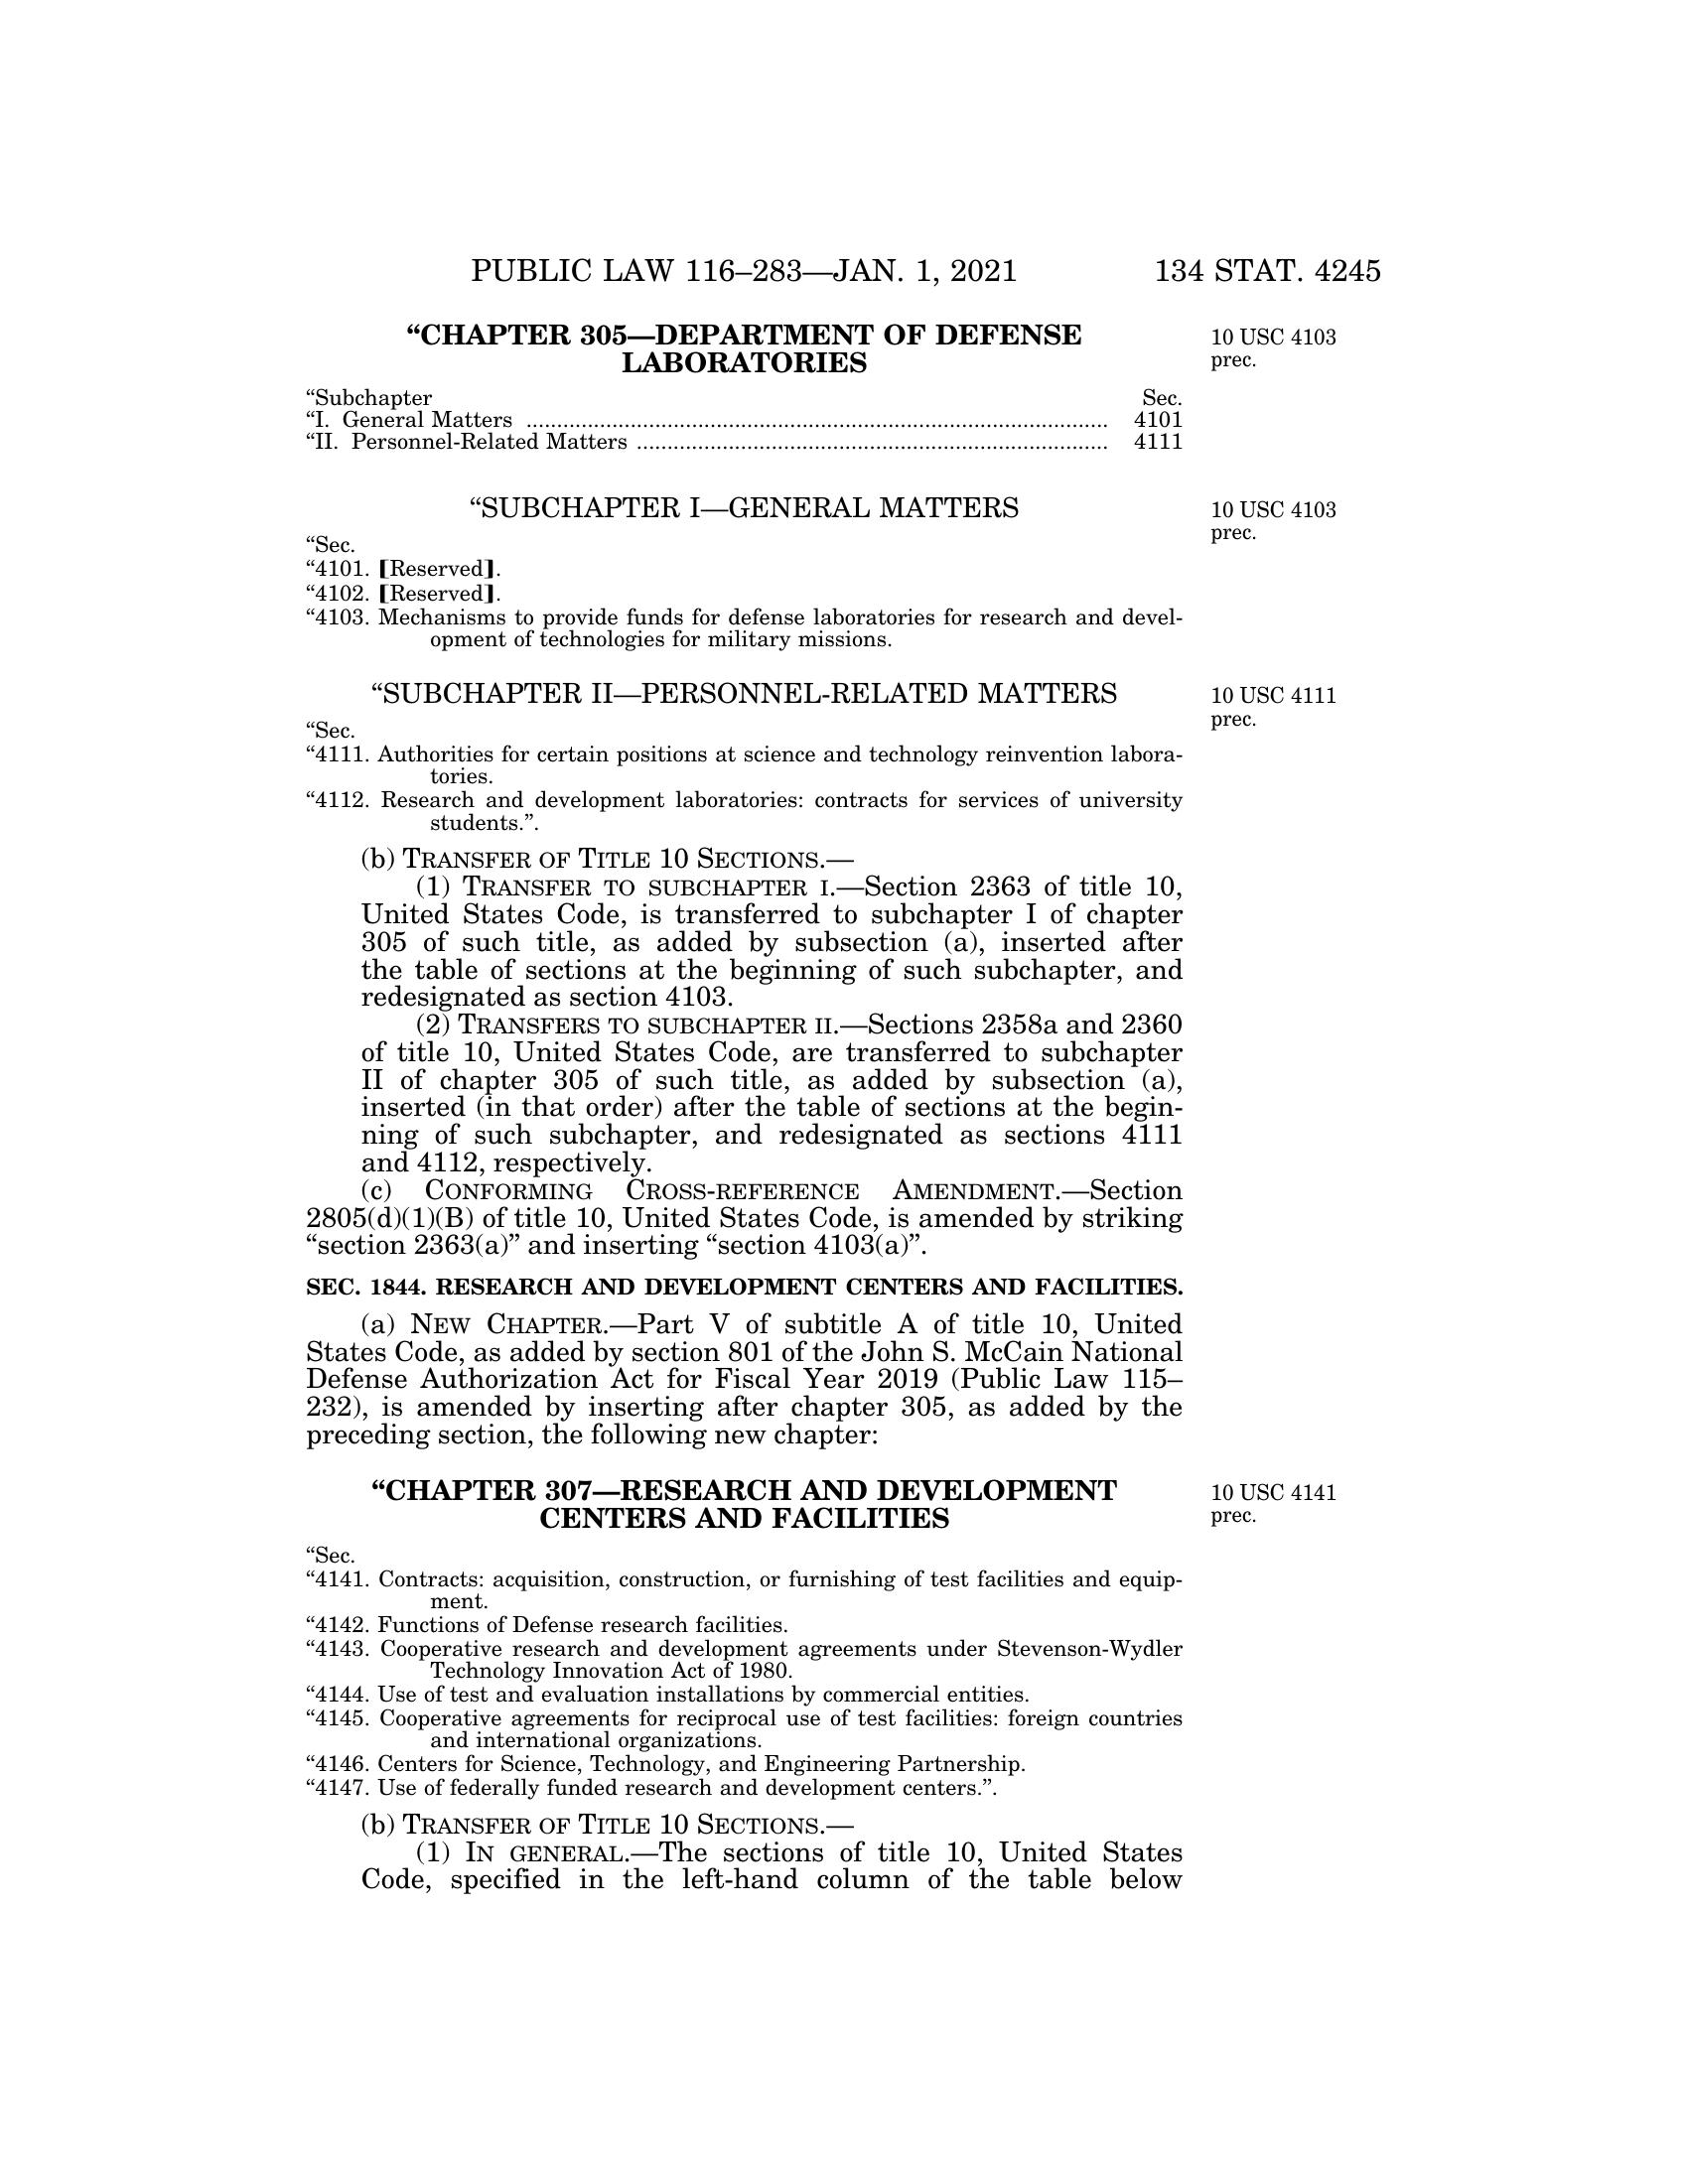 PUBLIC LAW 116–283—JAN. 1, 2021 134 STAT. 4245
“CHAPTER 305—DEPARTMENT OF DEFENSE
LABORATORIES
10 USC 4103
prec.
“Subchapter Sec.
“I. General Matters ................................................................................................ 4101
“II. Personnel-Related Matters ............................................................................. 4111
“SUBCHAPTER I—GENERAL MATTERS
10 USC 4103
prec.
“Sec.
“4101. [Reserved].
“4102. [Reserved].
“4103. Mechanisms to provide funds for defense laboratories for research and devel-
opment of technologies for military missions.
“SUBCHAPTER II—PERSONNEL-RELATED MATTERS
10 USC 4111
prec.
“Sec.
“4111. Authorities for certain positions at science and technology reinvention labora-
tories.
“4112. Research and development laboratories: contracts for services of university
students.”.
(b) TRANSFER OF TITLE 10 SECTIONS.—
(1) TRANSFER TO SUBCHAPTER I.—Section 2363 of title 10,
United States Code, is transferred to subchapter I of chapter
305 of such title, as added by subsection (a), inserted after
the table of sections at the beginning of such subchapter, and
redesignated as section 4103.
(2) TRANSFERS TO SUBCHAPTER II.—Sections 2358a and 2360
of title 10, United States Code, are transferred to subchapter
II of chapter 305 of such title, as added by subsection (a),
inserted (in that order) after the table of sections at the begin-
ning of such subchapter, and redesignated as sections 4111
and 4112, respectively.
(c) CONFORMING CROSS-REFERENCE AMENDMENT.—Section
2805(d)(1)(B) of title 10, United States Code, is amended by striking
“section 2363(a)” and inserting “section 4103(a)”.
SEC. 1844. RESEARCH AND DEVELOPMENT CENTERS AND FACILITIES.
(a) NEW CHAPTER.—Part V of subtitle A of title 10, United
States Code, as added by section 801 of the John S. McCain National
Defense Authorization Act for Fiscal Year 2019 (Public Law 115–
232), is amended by inserting after chapter 305, as added by the
preceding section, the following new chapter:
“CHAPTER 307—RESEARCH AND DEVELOPMENT
CENTERS AND FACILITIES
10 USC 4141
prec.
“Sec.
“4141. Contracts: acquisition, construction, or furnishing of test facilities and equip-
ment.
“4142. Functions of Defense research facilities.
“4143. Cooperative research and development agreements under Stevenson-Wydler
Technology Innovation Act of 1980.
“4144. Use of test and evaluation installations by commercial entities.
“4145. Cooperative agreements for reciprocal use of test facilities: foreign countries
and international organizations.
“4146. Centers for Science, Technology, and Engineering Partnership.
“4147. Use of federally funded research and development centers.”.
(b) TRANSFER OF TITLE 10 SECTIONS.—
(1) IN GENERAL.—The sections of title 10, United States
Code, specified in the left-hand column of the table below